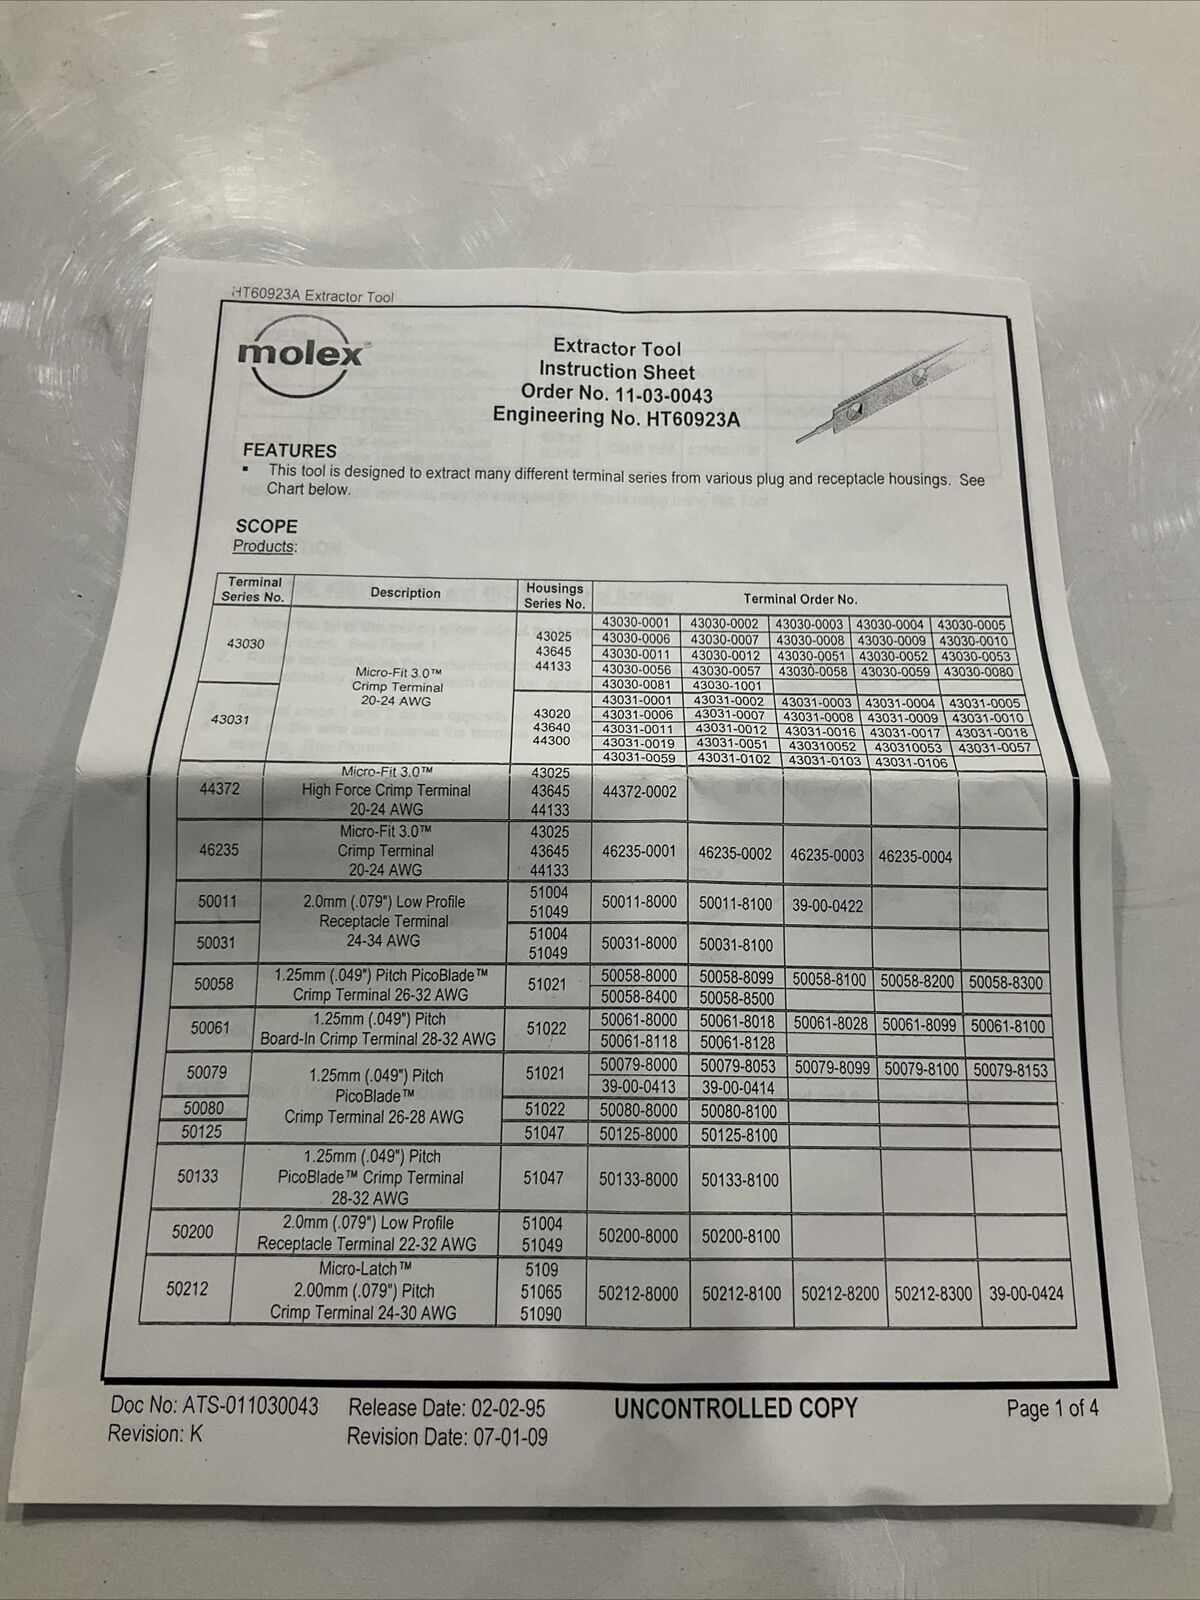 HT60923A Extractor Tool
molex®
Extractor Tool
Instruction Sheet
Order No. 11-03-0043
Engineering No. HT60923A
FEATURES
▪ This tool is designed to extract many different terminal series from various plug and receptacle housings. See
Chart below.
SCOPE
Products:
Terminal Series No. Description Housings Series No. Terminal Order No.
43030 Micro-Fit 3.0™ Crimp Terminal 20-24 AWG 43025 43645 44133
43030-0001 43030-0002 43030-0003 43030-0004 43030-0005
43030-0006 43030-0007 43030-0008 43030-0009 43030-0010
43030-0011 43030-0012 43030-0051 43030-0052 43030-0053
43030-0056 43030-0057 43030-0058 43030-0059 43030-0080
43030-0081 43030-1001
43031 43020 43640 44300
43031-0001 43031-0002 43031-0003 43031-0004 43031-0005
43031-0006 43031-0007 43031-0008 43031-0009 43031-0010
43031-0011 43031-0012 43031-0016 43031-0017 43031-0018
43031-0019 43031-0051 430310052 430310053 43031-0057
43031-0059 43031-0102 43031-0103 43031-0106
44372 Micro-Fit 3.0™ High Force Crimp Terminal 20-24 AWG 43025 43645 44133 44372-0002
46235 Micro-Fit 3.0™ Crimp Terminal 20-24 AWG 43025 43645 44133 46235-0001 46235-0002 46235-0003 46235-0004
50011 2.0mm (.079") Low Profile Receptacle Terminal 24-34 AWG 51004 51049 50011-8000 50011-8100 39-00-0422
50031 51004 51049 50031-8000 50031-8100
50058 1.25mm (.049") Pitch PicoBlade™ Crimp Terminal 26-32 AWG 51021
50058-8000 50058-8099 50058-8100 50058-8200 50058-8300
50058-8400 50058-8500
50061 1.25mm (.049") Pitch Board-In Crimp Terminal 28-32 AWG 51022
50061-8000 50061-8018 50061-8028 50061-8099 50061-8100
50061-8118 50061-8128
50079 1.25mm (.049") Pitch PicoBlade™ Crimp Terminal 26-28 AWG 51021
50079-8000 50079-8053 50079-8099 50079-8100 50079-8153
39-00-0413 39-00-0414
50080 51022 50080-8000 50080-8100
50125 51047 50125-8000 50125-8100
50133 1.25mm (.049") Pitch PicoBlade™ Crimp Terminal 28-32 AWG 51047 50133-8000 50133-8100
50200 2.0mm (.079") Low Profile Receptacle Terminal 22-32 AWG 51004 51049 50200-8000 50200-8100
50212 Micro-Latch™ 2.00mm (.079") Pitch Crimp Terminal 24-30 AWG 5109 51065 51090 50212-8000 50212-8100 50212-8200 50212-8300 39-00-0424
Doc No: ATS-011030043 Release Date: 02-02-95 UNCONTROLLED COPY Page 1 of 4
Revision: K Revision Date: 07-01-09